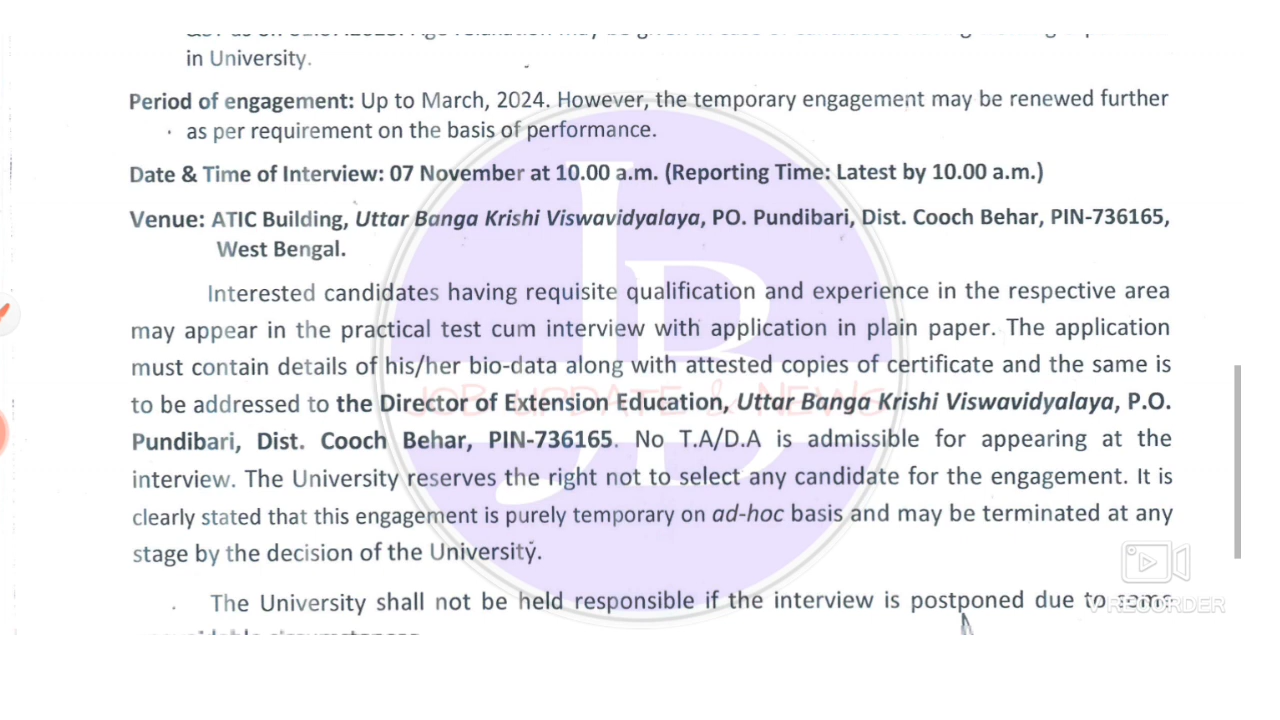 in University.
Period of engagement: Up to March, 2024. However, the temporary engagement may be renewed further
as per requirement on the basis of performance.
Date & Time of Interview: 07 November at 10.00 a.m. (Reporting Time: Latest by 10.00 a.m.)
Venue: ATIC Building, Uttar Banga Krishi Viswavidyalaya, PO. Pundibari, Dist. Cooch Behar, PIN-736165,
West Bengal.
Interested candidates having requisite qualification and experience in the respective area
may appear in the practical test cum interview with application in plain paper. The application
must contain details of his/her bio-data along with attested copies of certificate and the same is
JOB UPDATE & NEWS
to be addressed to the Director of Extension Education, Uttar Banga Krishi Viswavidyalaya, P.O.
Pundibari, Dist. Cooch Behar, PIN-736165. No T.A/D.A is admissible for appearing at the
interview. The University reserves the right not to select any candidate for the engagement. It is
clearly stated that this engagement is purely temporary on ad-hoc basis and may be terminated at any
stage by the decision of the University.
The University shall not be held responsible if the interview is postponed due to some
V RECORDER